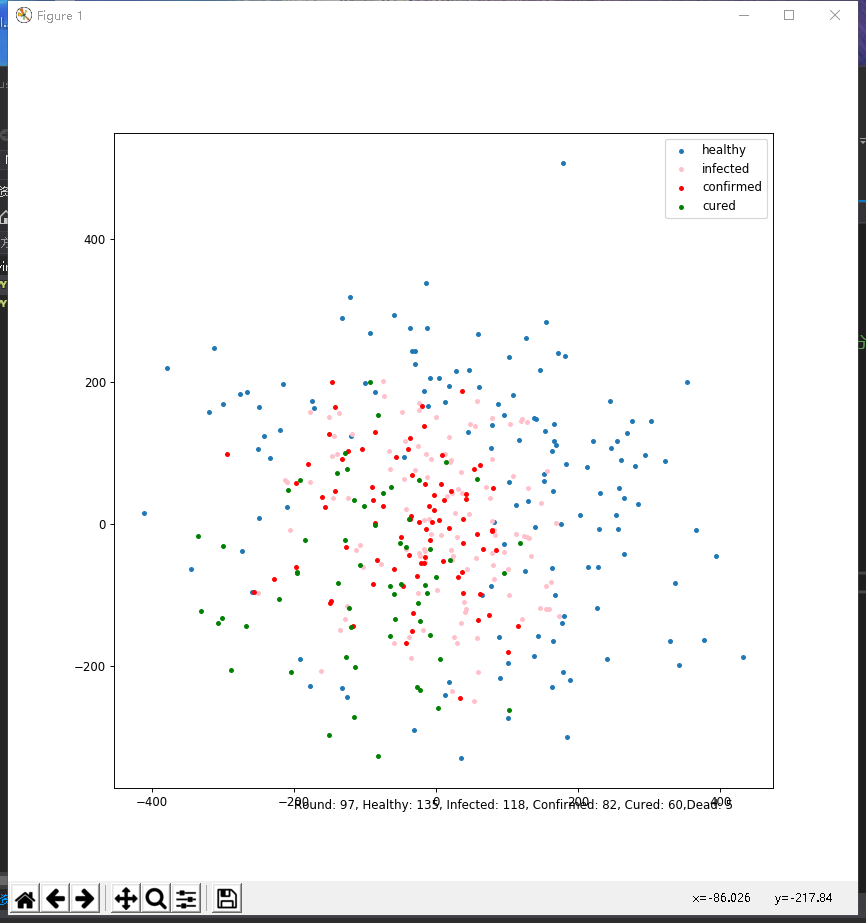 Figure 1
healthy
infected
confirmed
cured
400
200
0
−200
−400 −200 0 200 400
Round: 97, Healthy: 135, Infected: 118, Confirmed: 82, Cured: 60,Dead: 5
x=-86.026 y=-217.84